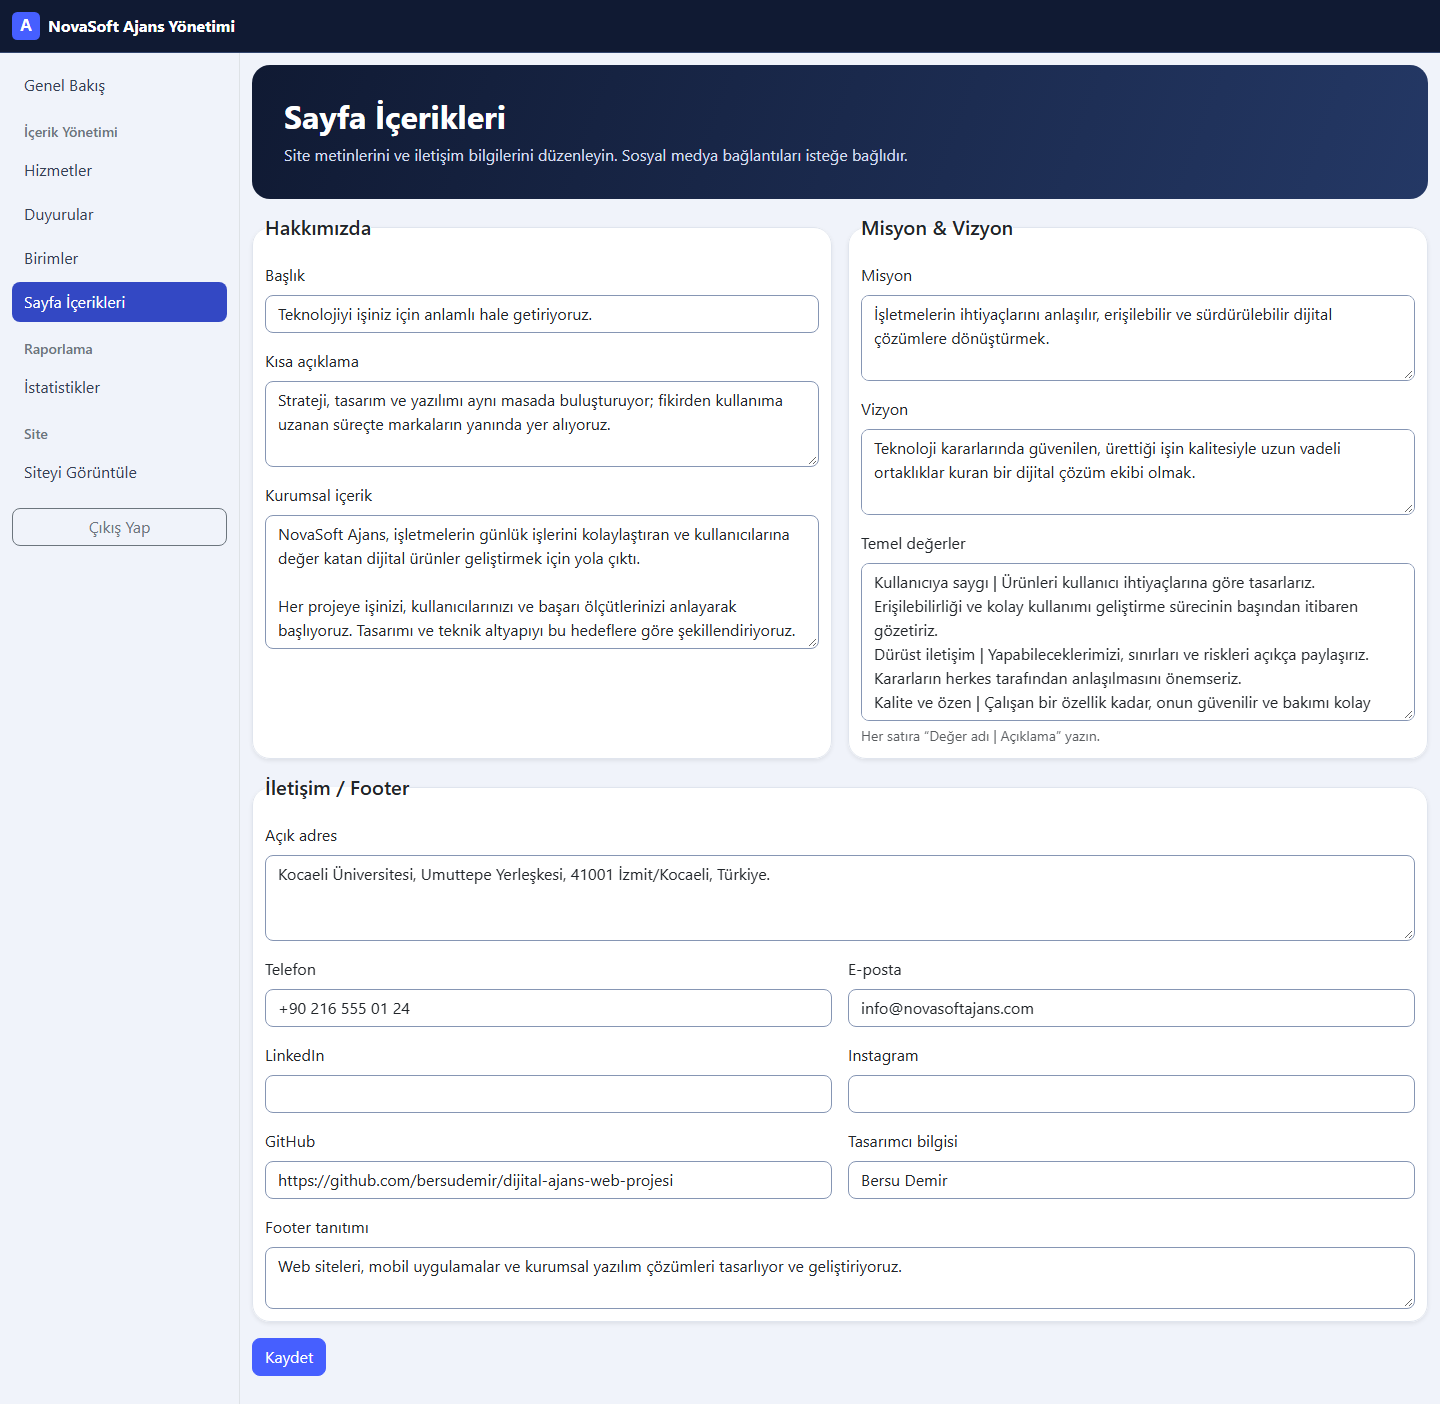 A NovaSoft Ajans Yönetimi
Genel Bakış
İçerik Yönetimi
Hizmetler
Duyurular
Birimler
Sayfa İçerikleri
Raporlama
İstatistikler
Site
Siteyi Görüntüle
Çıkış Yap
Sayfa İçerikleri
Site metinlerini ve iletişim bilgilerini düzenleyin. Sosyal medya bağlantıları isteğe bağlıdır.
Hakkımızda
Başlık
Teknolojiyi işiniz için anlamlı hale getiriyoruz.
Kısa açıklama
Strateji, tasarım ve yazılımı aynı masada buluşturuyor; fikirden kullanıma
uzanan süreçte markaların yanında yer alıyoruz.
Kurumsal içerik
NovaSoft Ajans, işletmelerin günlük işlerini kolaylaştıran ve kullanıcılarına
değer katan dijital ürünler geliştirmek için yola çıktı.
Her projeye işinizi, kullanıcılarınızı ve başarı ölçütlerinizi anlayarak
başlıyoruz. Tasarımı ve teknik altyapıyı bu hedeflere göre şekillendiriyoruz.
Misyon & Vizyon
Misyon
İşletmelerin ihtiyaçlarını anlaşılır, erişilebilir ve sürdürülebilir dijital
çözümlere dönüştürmek.
Vizyon
Teknoloji kararlarında güvenilen, ürettiği işin kalitesiyle uzun vadeli
ortaklıklar kuran bir dijital çözüm ekibi olmak.
Temel değerler
Kullanıcıya saygı | Ürünleri kullanıcı ihtiyaçlarına göre tasarlarız.
Erişilebilirliği ve kolay kullanımı geliştirme sürecinin başından itibaren
gözetiriz.
Dürüst iletişim | Yapabileceklerimizi, sınırları ve riskleri açıkça paylaşırız.
Kararların herkes tarafından anlaşılmasını önemseriz.
Kalite ve özen | Çalışan bir özellik kadar, onun güvenilir ve bakımı kolay
Her satıra “Değer adı | Açıklama” yazın.
İletişim / Footer
Açık adres
Kocaeli Üniversitesi, Umuttepe Yerleşkesi, 41001 İzmit/Kocaeli, Türkiye.
Telefon
+90 216 555 01 24
E-posta
info@novasoftajans.com
LinkedIn
Instagram
GitHub
https://github.com/bersudemir/dijital-ajans-web-projesi
Tasarımcı bilgisi
Bersu Demir
Footer tanıtımı
Web siteleri, mobil uygulamalar ve kurumsal yazılım çözümleri tasarlıyor ve geliştiriyoruz.
Kaydet